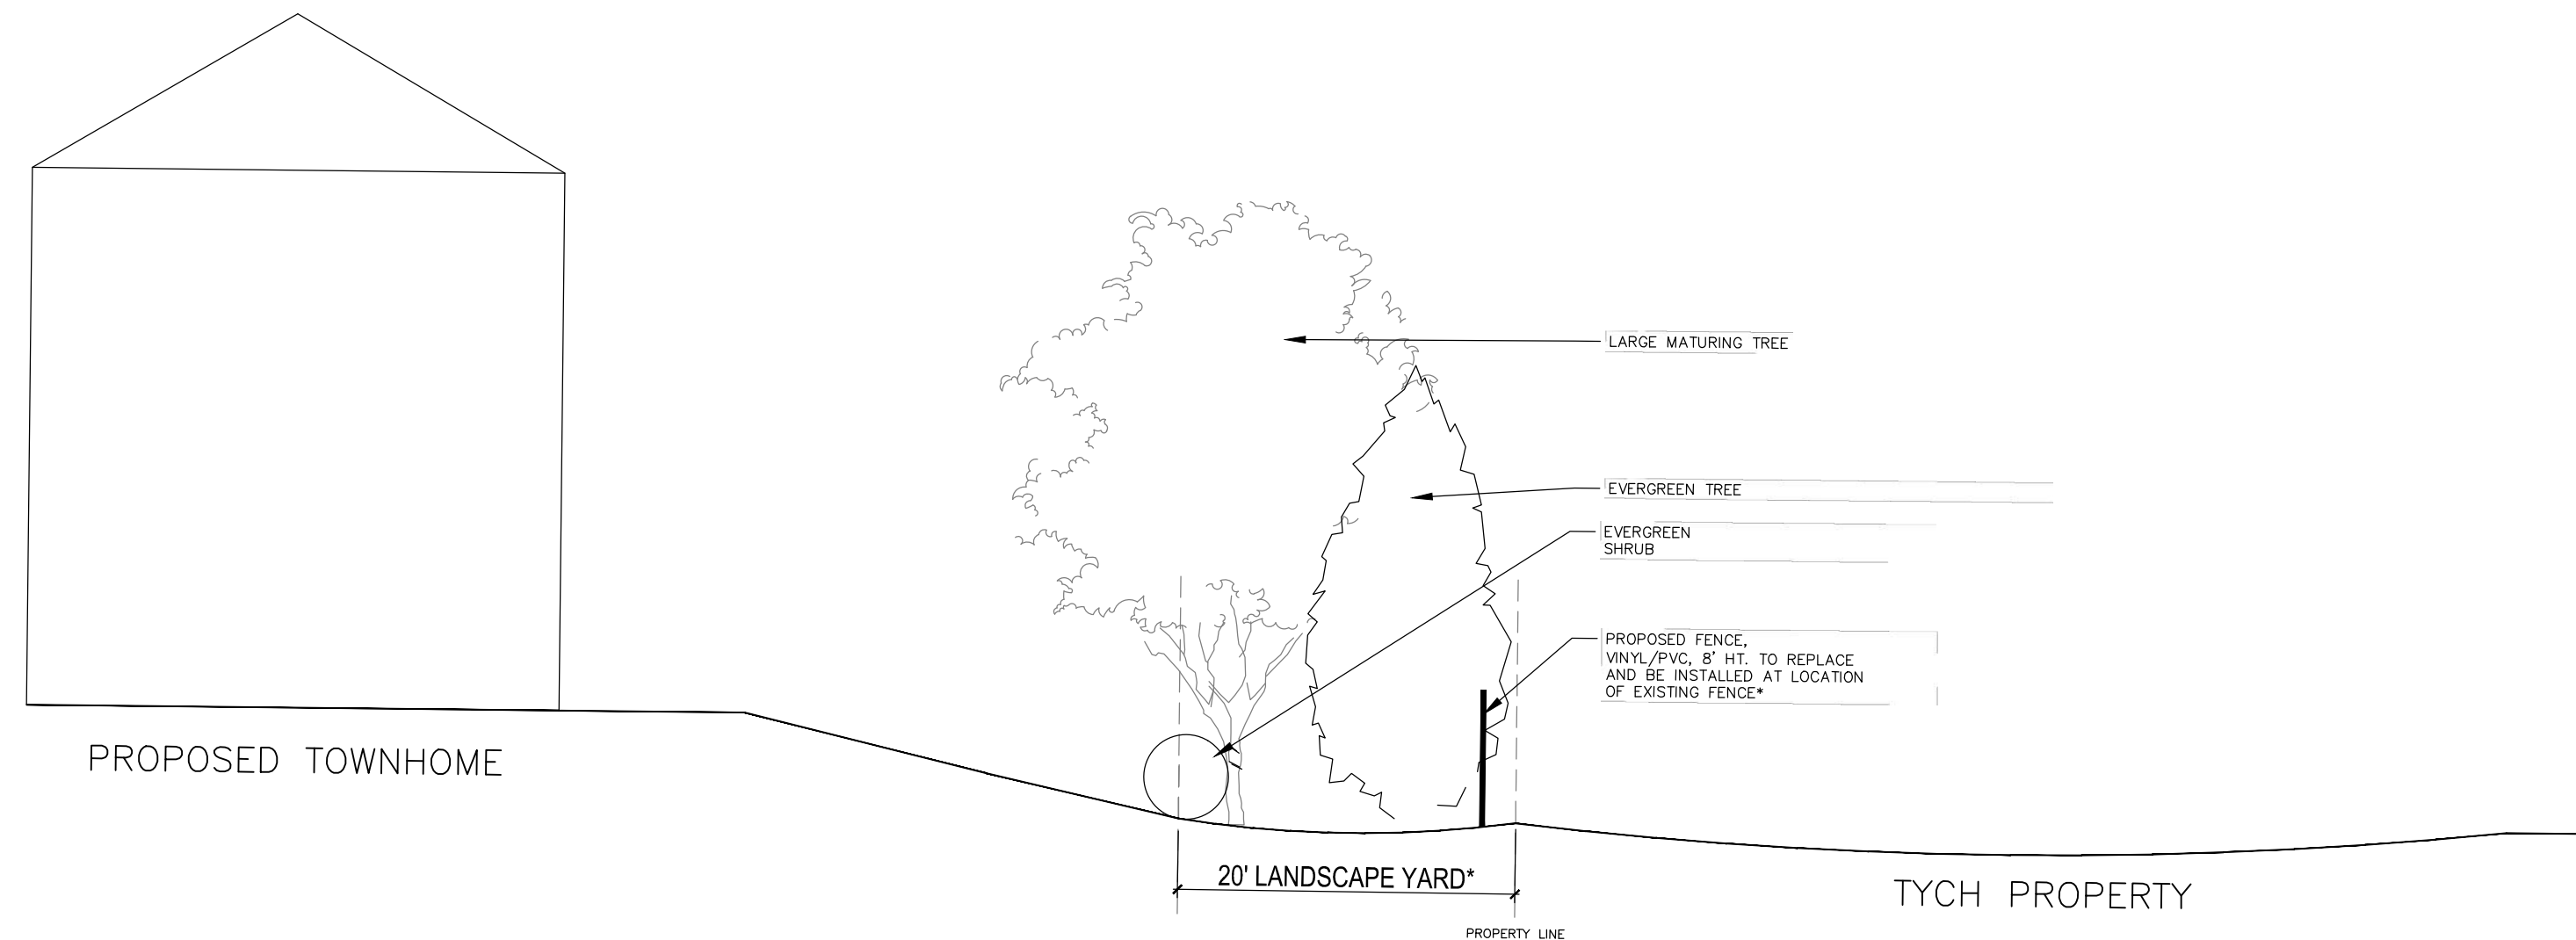 LARGE MATURING TREE
EVERGREEN TREE
EVERGREEN
SHRUB
PROPOSED FENCE,
VINYL/PVC, 8' HT. TO REPLACE
AND BE INSTALLED AT LOCATION
OF EXISTING FENCE*
PROPOSED TOWNHOME
20' LANDSCAPE YARD*
TYCH PROPERTY
PROPERTY LINE